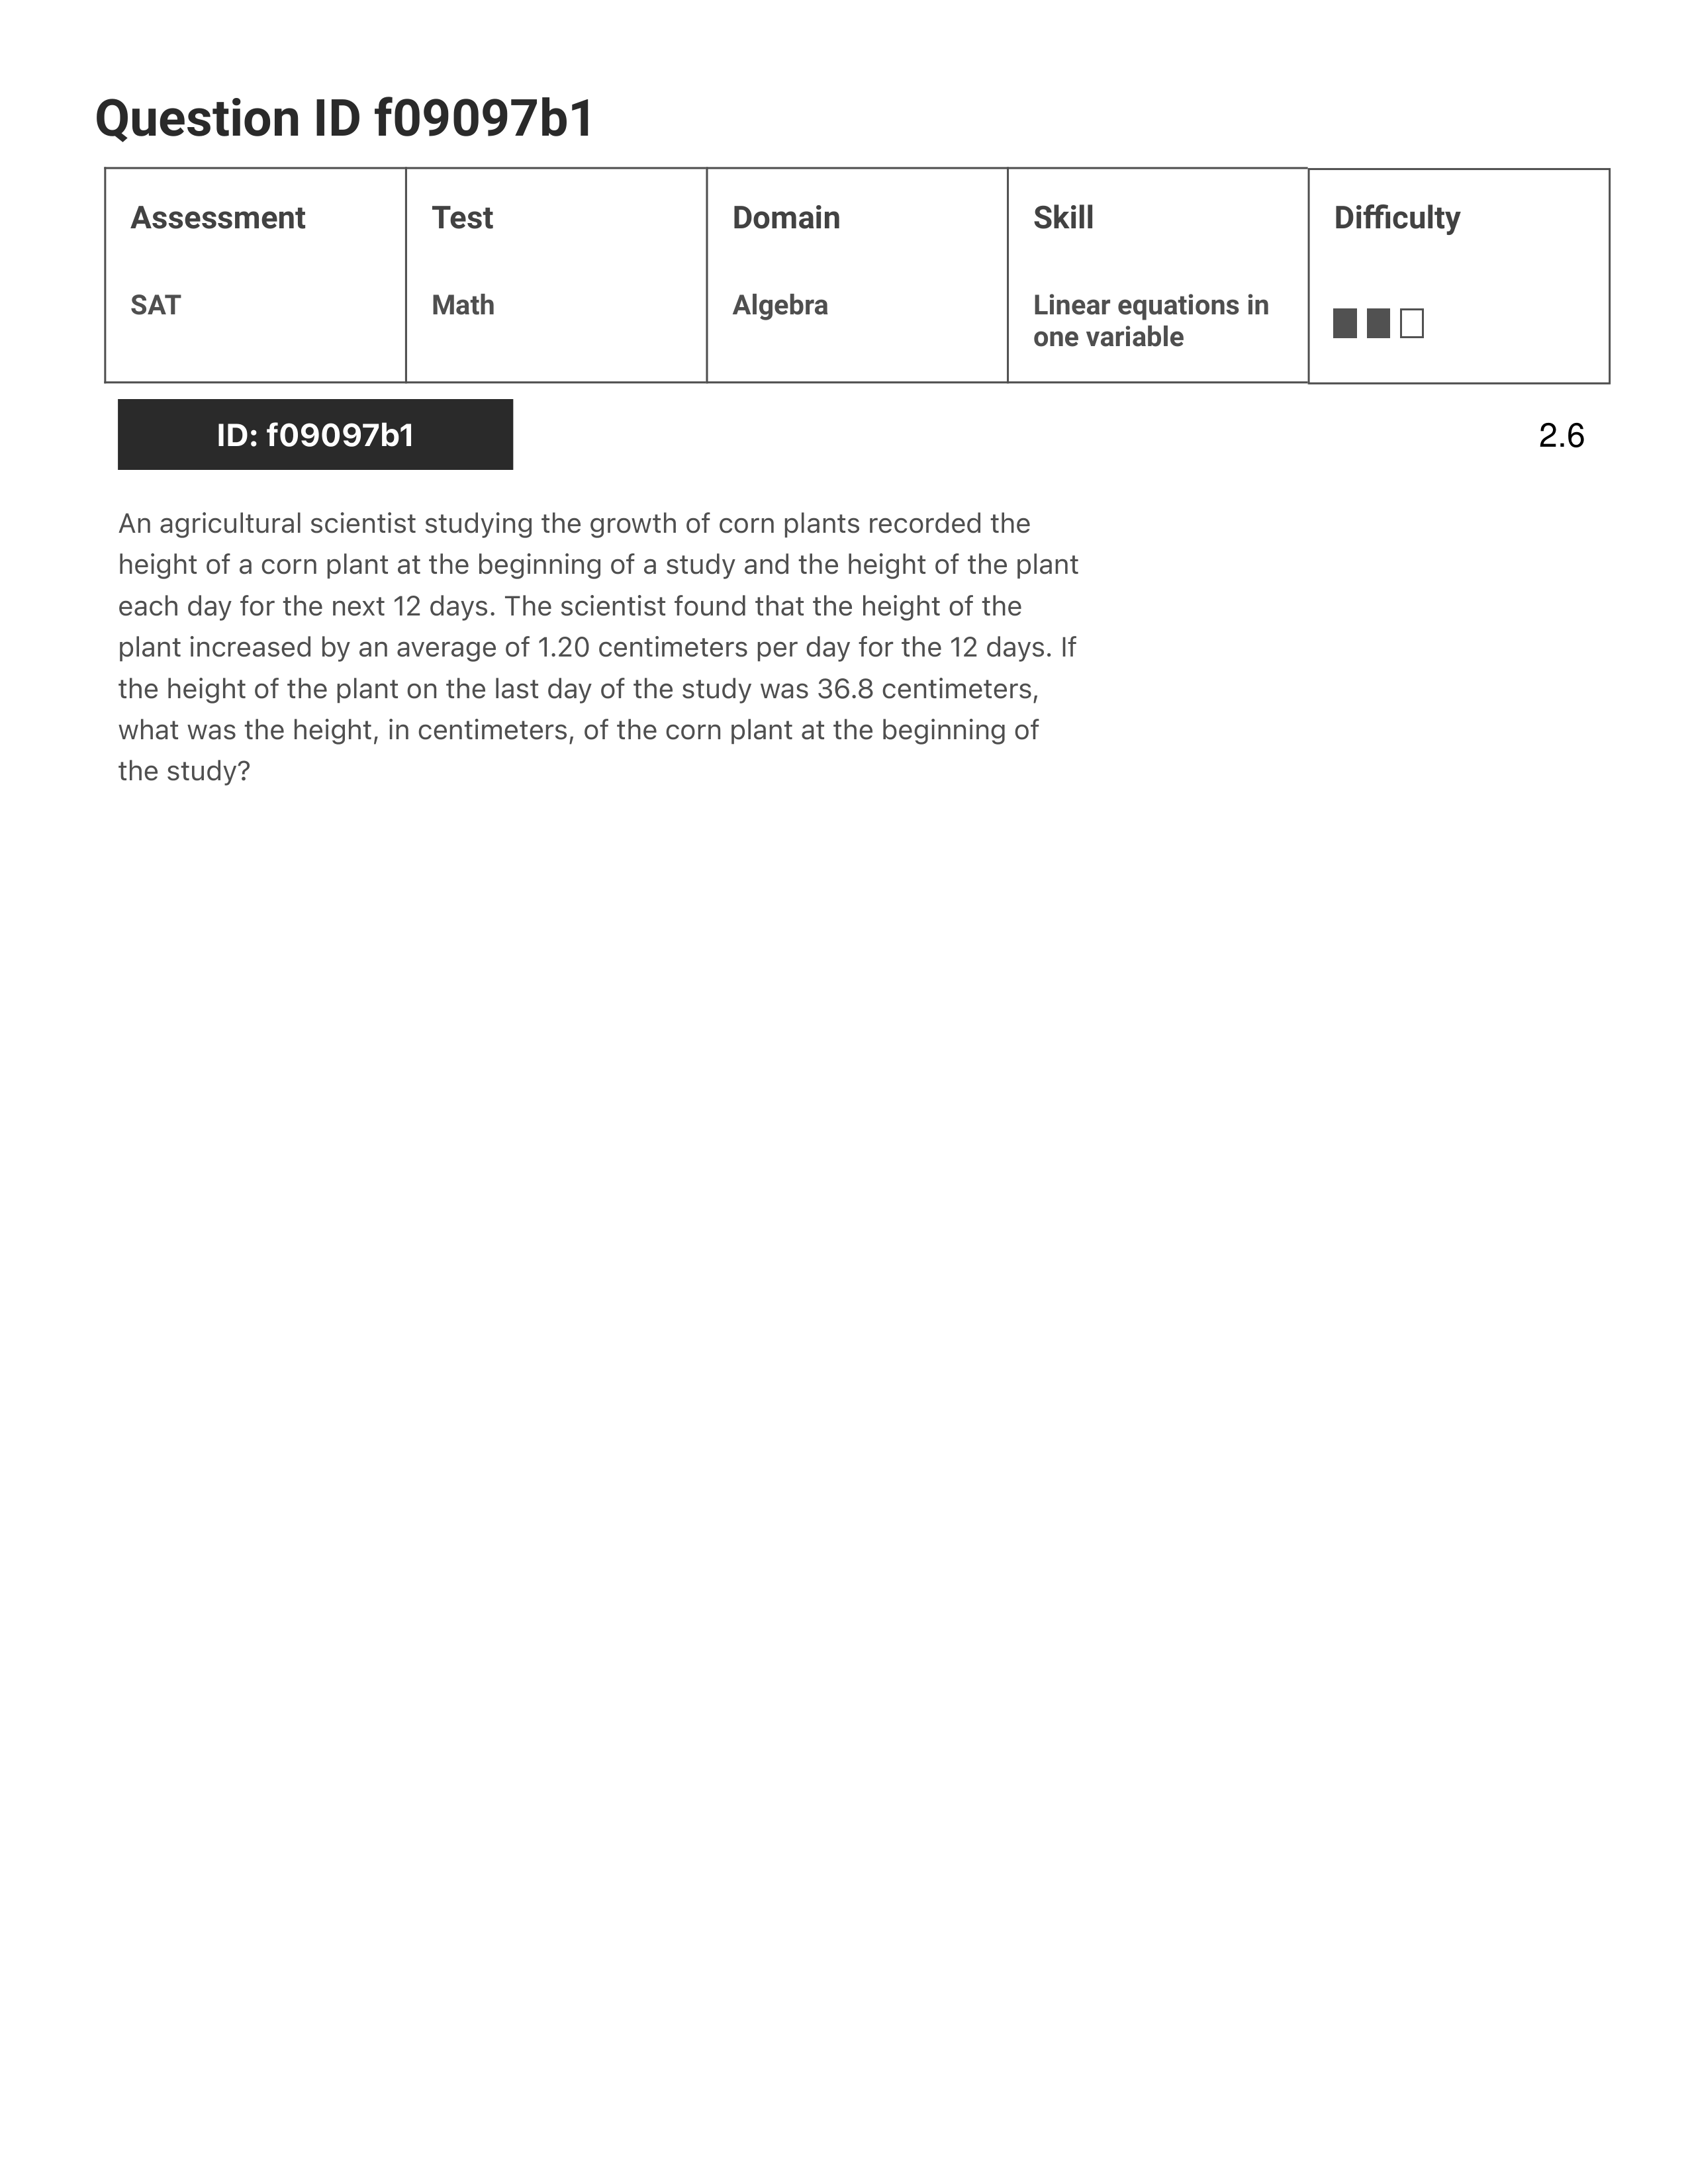 Question ID f09097b1
Assessment
Test
Domain
Skill
Difficulty
SAT
Math
Algebra
Linear equations in
one variable
ID: f09097b1
2.6
An agricultural scientist studying the growth of corn plants recorded the
height of a corn plant at the beginning of a study and the height of the plant
each day for the next 12 days. The scientist found that the height of the
plant increased by an average of 1.20 centimeters per day for the 12 days. If
the height of the plant on the last day of the study was 36.8 centimeters,
what was the height, in centimeters, of the corn plant at the beginning of
the study?